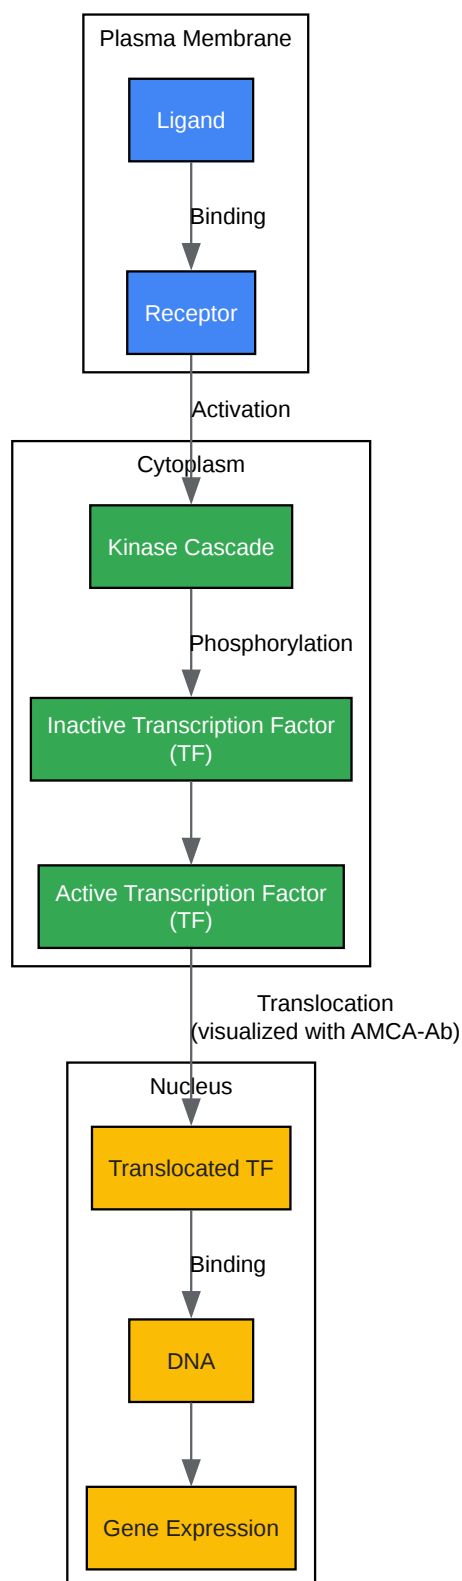 Plasma Membrane
Ligand
Binding
Receptor
Activation
Cytoplasm
Kinase Cascade
Phosphorylation
Inactive Transcription Factor
(TF)
Active Transcription Factor
(TF)
Translocation
(visualized with AMCA-Ab)
Nucleus
Translocated TF
Binding
DNA
Gene Expression